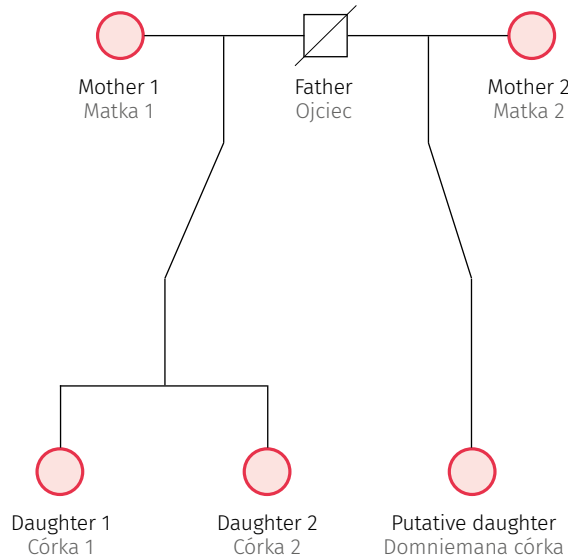 Mother 1
Matka 1
Father
Ojciec
Mother 2
Matka 2
Daughter 1
Córka 1
Daughter 2
Córka 2
Putative daughter
Domniemana córka